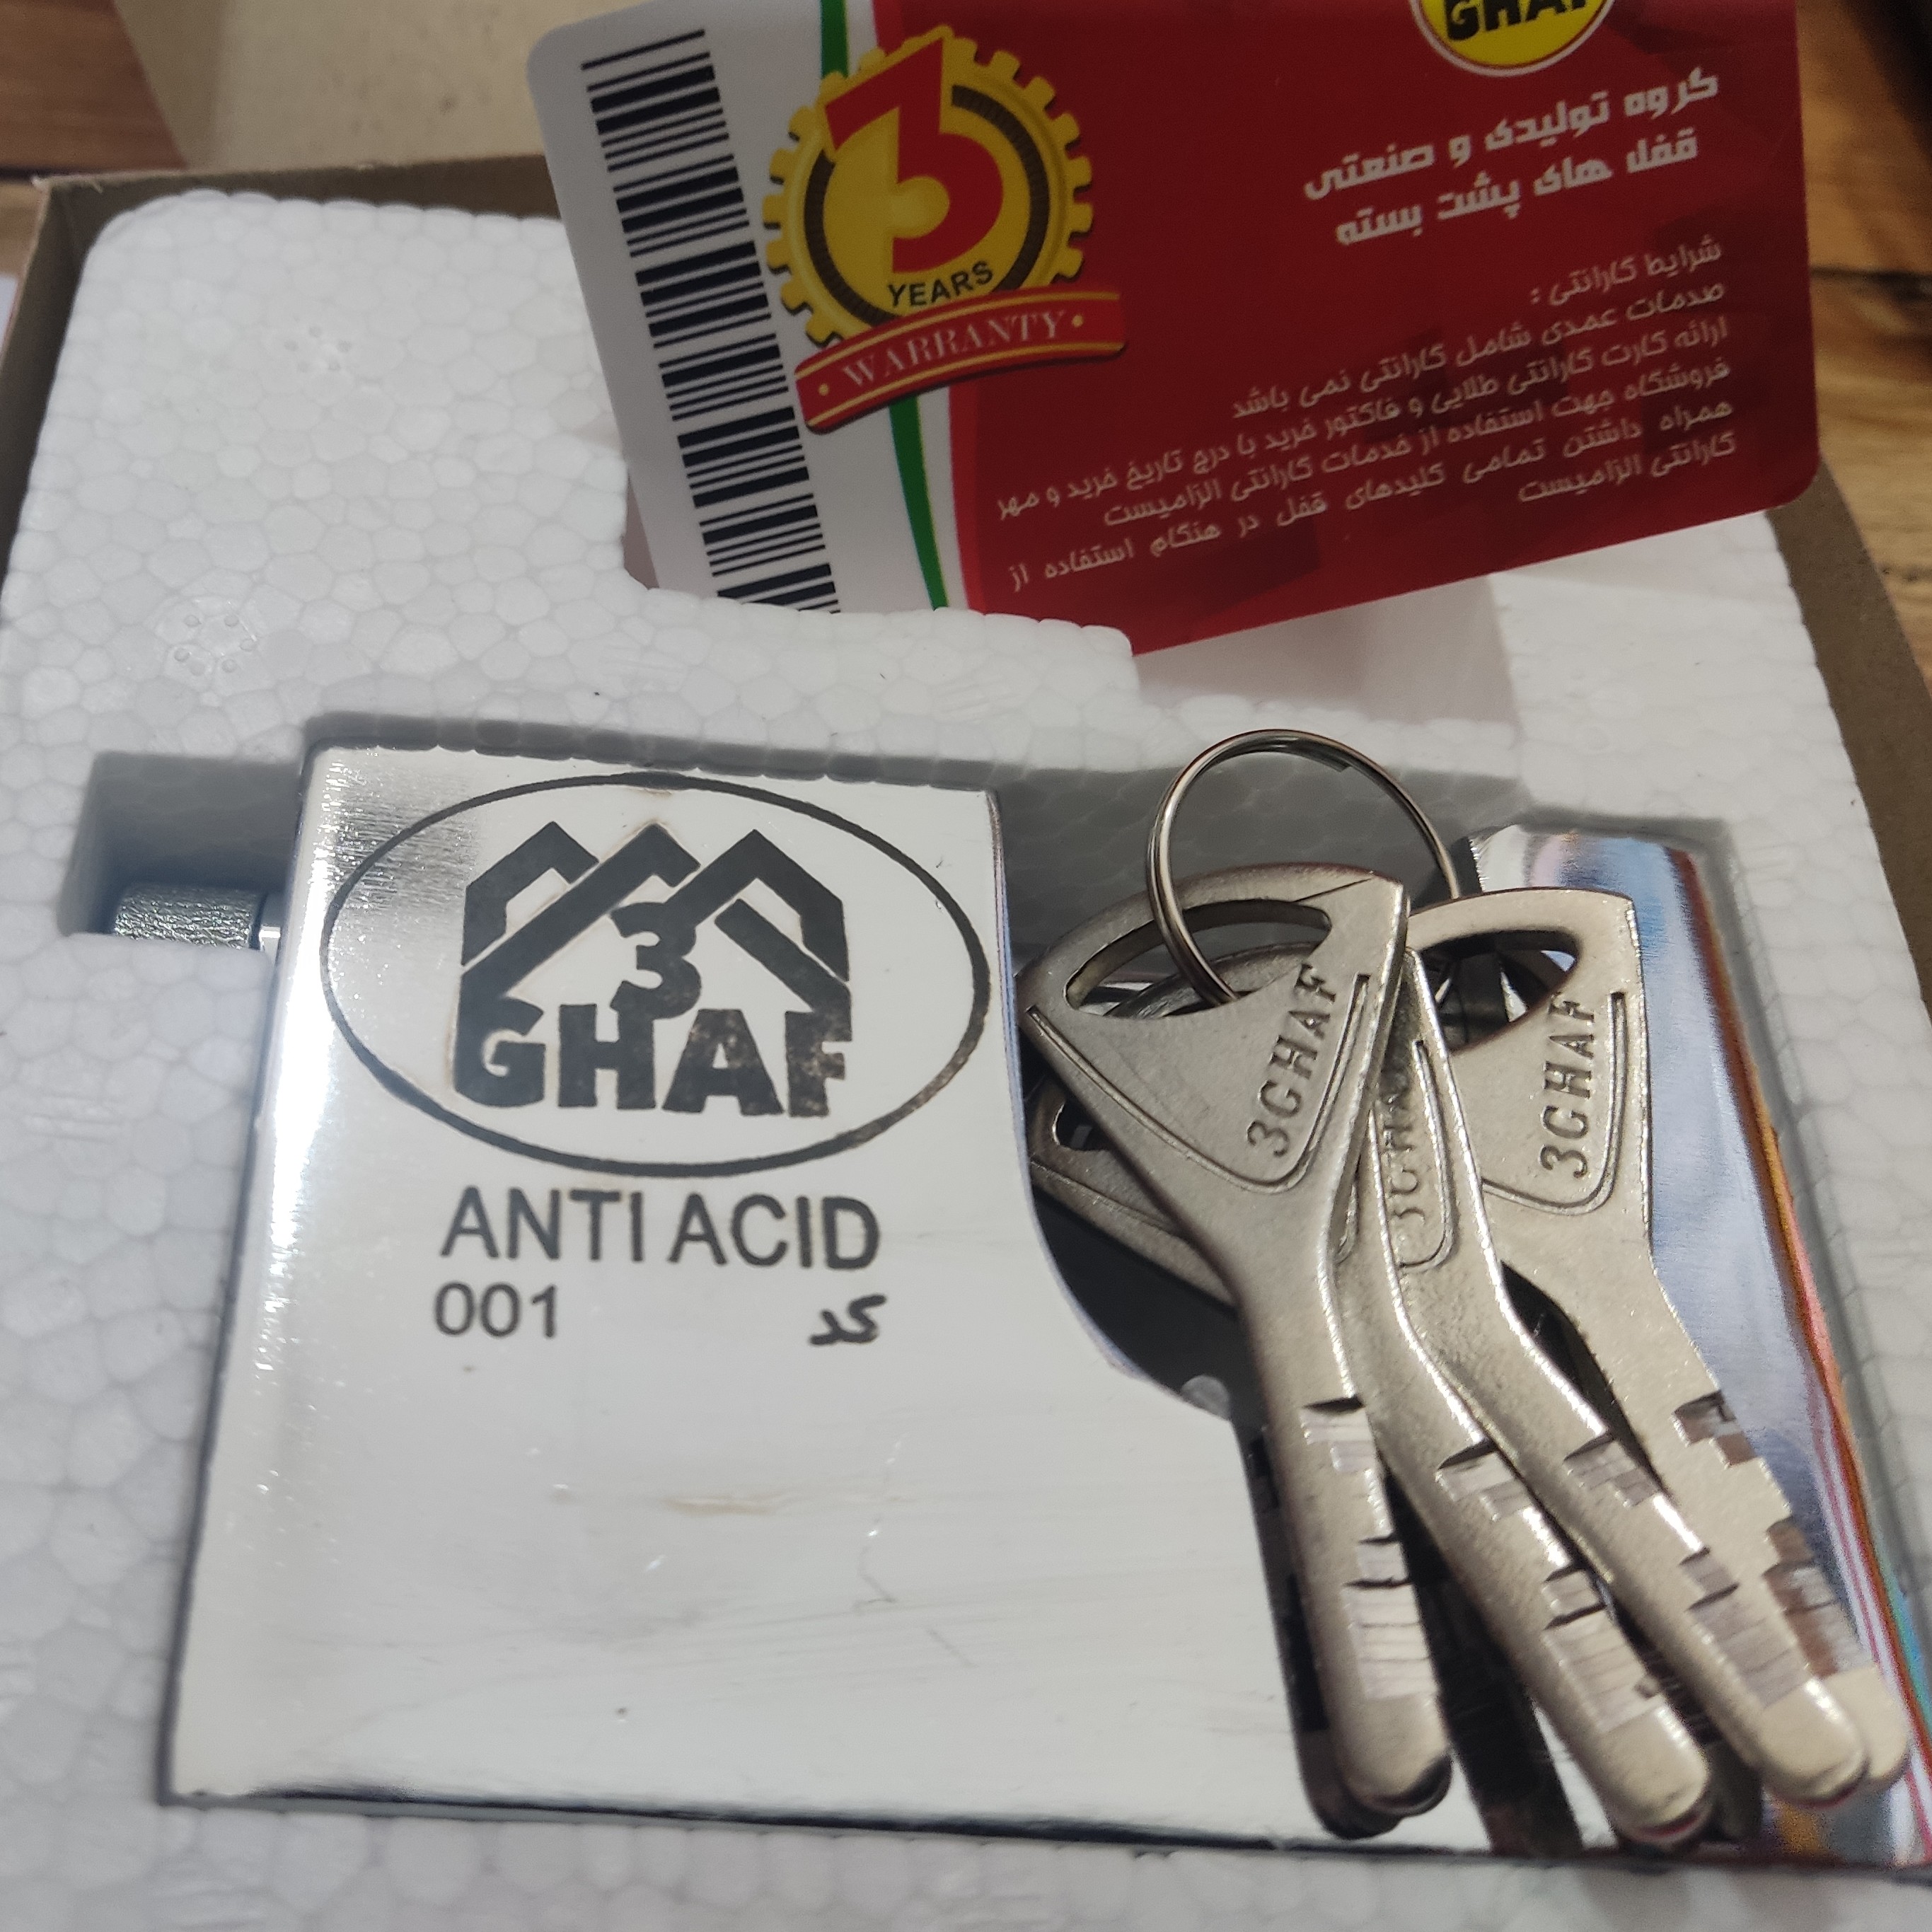 GHAF
گروه تولیدی و صنعتی
قفل های پشت بسته
3
YEARS
WARRANTY
شرایط گارانتی :
صدمات عمدی شامل گارانتی نمی باشد
ارائه کارت گارانتی طلایی و فاکتور خرید با درج تاریخ خرید و مهر
فروشگاه جهت استفاده از خدمات گارانتی الزامیست
همراه داشتن تمامی کلیدهای قفل در هنگام استفاده از
گارانتی الزامیست
3
GHAF
ANTI ACID
001 کد
3GHAF
3GHAF
3GHAF